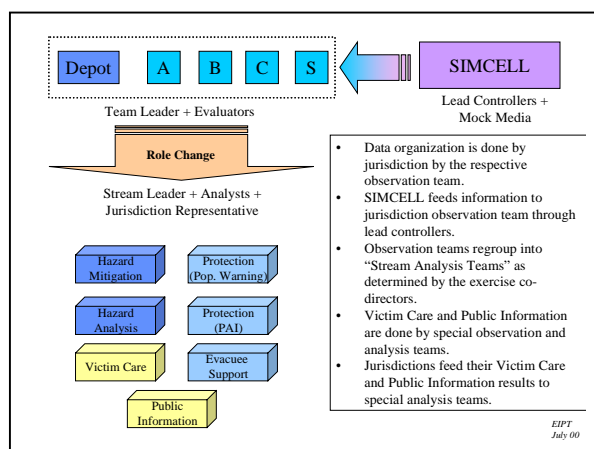 Depot A B C S SIMCELL
Team Leader + Evaluators
Lead Controllers +
Mock Media
Role Change
Stream Leader + Analysts +
Jurisdiction Representative
Hazard
Mitigation
Protection
(Pop. Warning)
Hazard
Analysis
Protection
(PAI)
Victim Care
Evacuee
Support
Public
Information
• Data organization is done by
jurisdiction by the respective
observation team.
• SIMCELL feeds information to
jurisdiction observation team through
lead controllers.
• Observation teams regroup into
“Stream Analysis Teams” as
determined by the exercise co-
directors.
• Victim Care and Public Information
are done by special observation and
analysis teams.
• Jurisdictions feed their Victim Care
and Public Information results to
special analysis teams.
EIPT
July 00